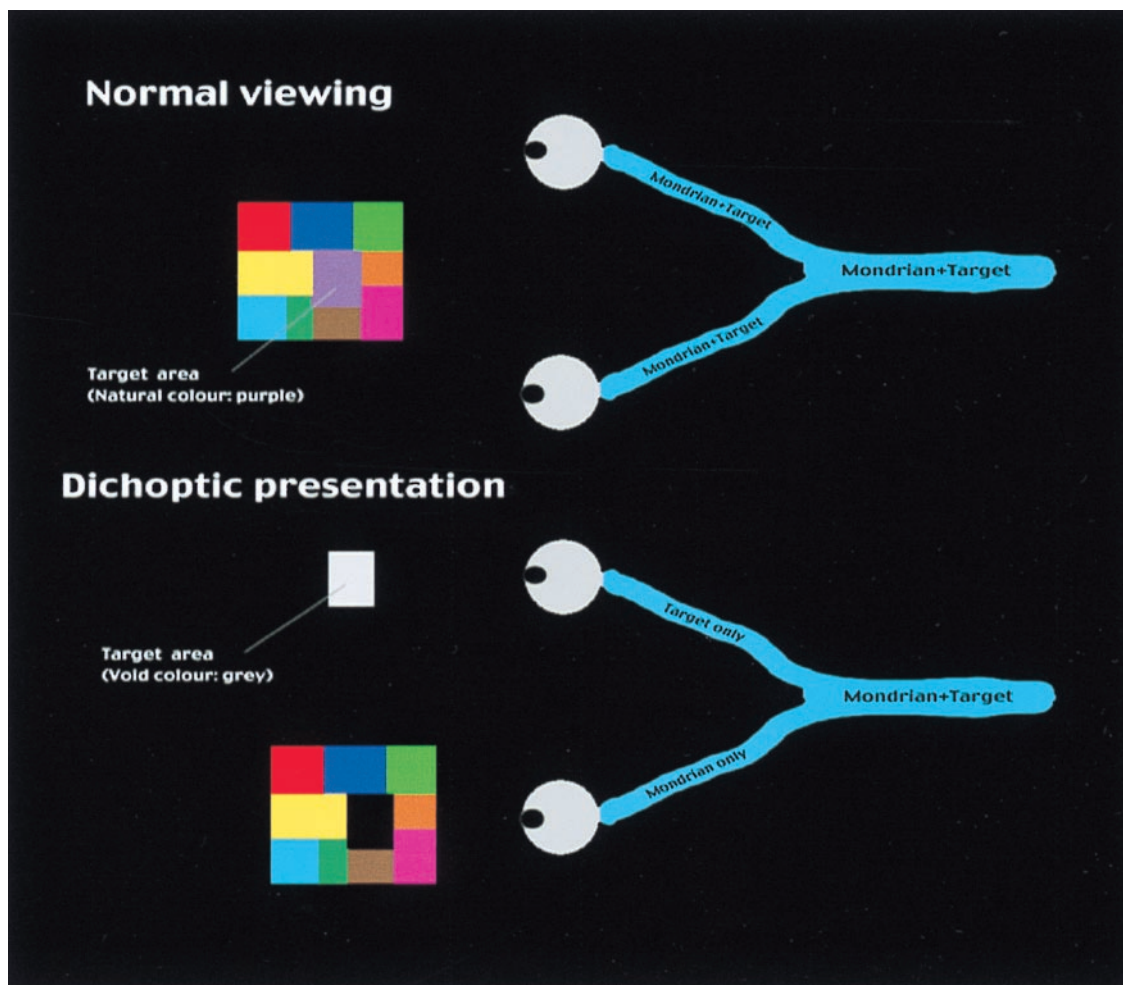 Normal viewing
Mondrian+Target
Mondrian+Target
Mondrian+Target
Target area
(Natural colour: purple)
Dichoptic presentation
Target area
(Void colour: grey)
Target only
Mondrian+Target
Mondrian only